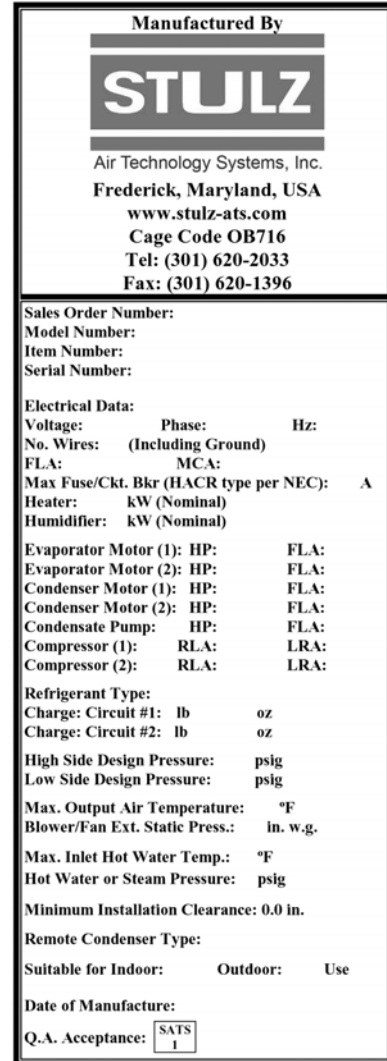 Manufactured By
STULZ
Air Technology Systems, Inc.
Frederick, Maryland, USA
www.stulz-ats.com
Cage Code OB716
Tel: (301) 620-2033
Fax: (301) 620-1396
Sales Order Number:
Model Number:
Item Number:
Serial Number:
Electrical Data:
Voltage: Phase: Hz:
No. Wires: (Including Ground)
FLA: MCA:
Max Fuse/Ckt. Bkr (HACR type per NEC): A
Heater: kW (Nominal)
Humidifier: kW (Nominal)
Evaporator Motor (1): HP: FLA:
Evaporator Motor (2): HP: FLA:
Condenser Motor (1): HP: FLA:
Condenser Motor (2): HP: FLA:
Condensate Pump: HP: FLA:
Compressor (1): RLA: LRA:
Compressor (2): RLA: LRA:
Refrigerant Type:
Charge: Circuit #1: lb oz
Charge: Circuit #2: lb oz
High Side Design Pressure: psig
Low Side Design Pressure: psig
Max. Output Air Temperature: ºF
Blower/Fan Ext. Static Press.: in. w.g.
Max. Inlet Hot Water Temp.: ºF
Hot Water or Steam Pressure: psig
Minimum Installation Clearance: 0.0 in.
Remote Condenser Type:
Suitable for Indoor: Outdoor: Use
Date of Manufacture:
Q.A. Acceptance: SATS
1